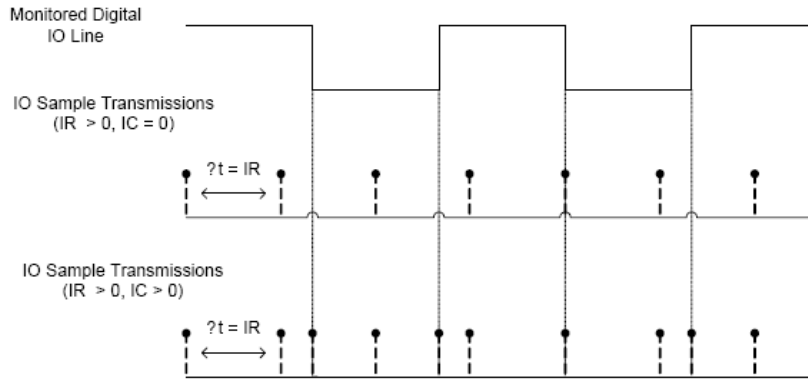 Monitored Digital
IO Line
IO Sample Transmissions
(IR > 0, IC = 0)
?t = IR
IO Sample Transmissions
(IR > 0, IC > 0)
?t = IR